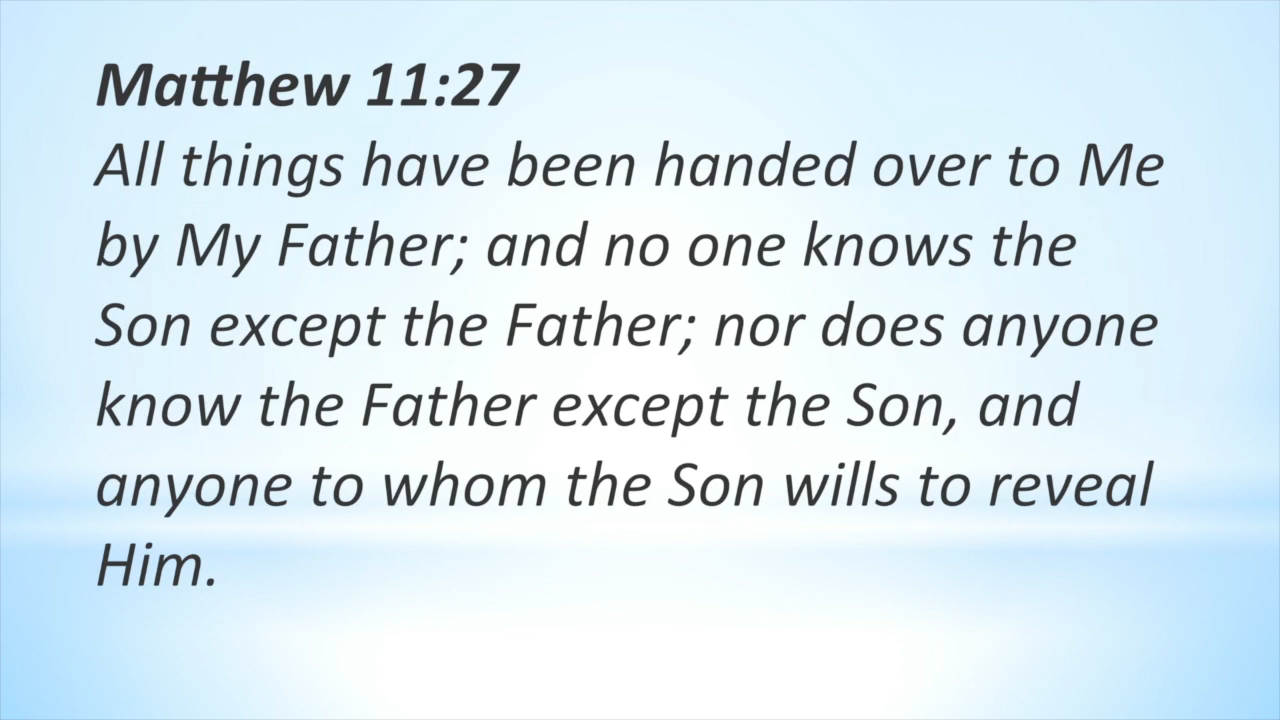 Matthew 11:27
All things have been handed over to Me
by My Father; and no one knows the
Son except the Father; nor does anyone
know the Father except the Son, and
anyone to whom the Son wills to reveal
Him.